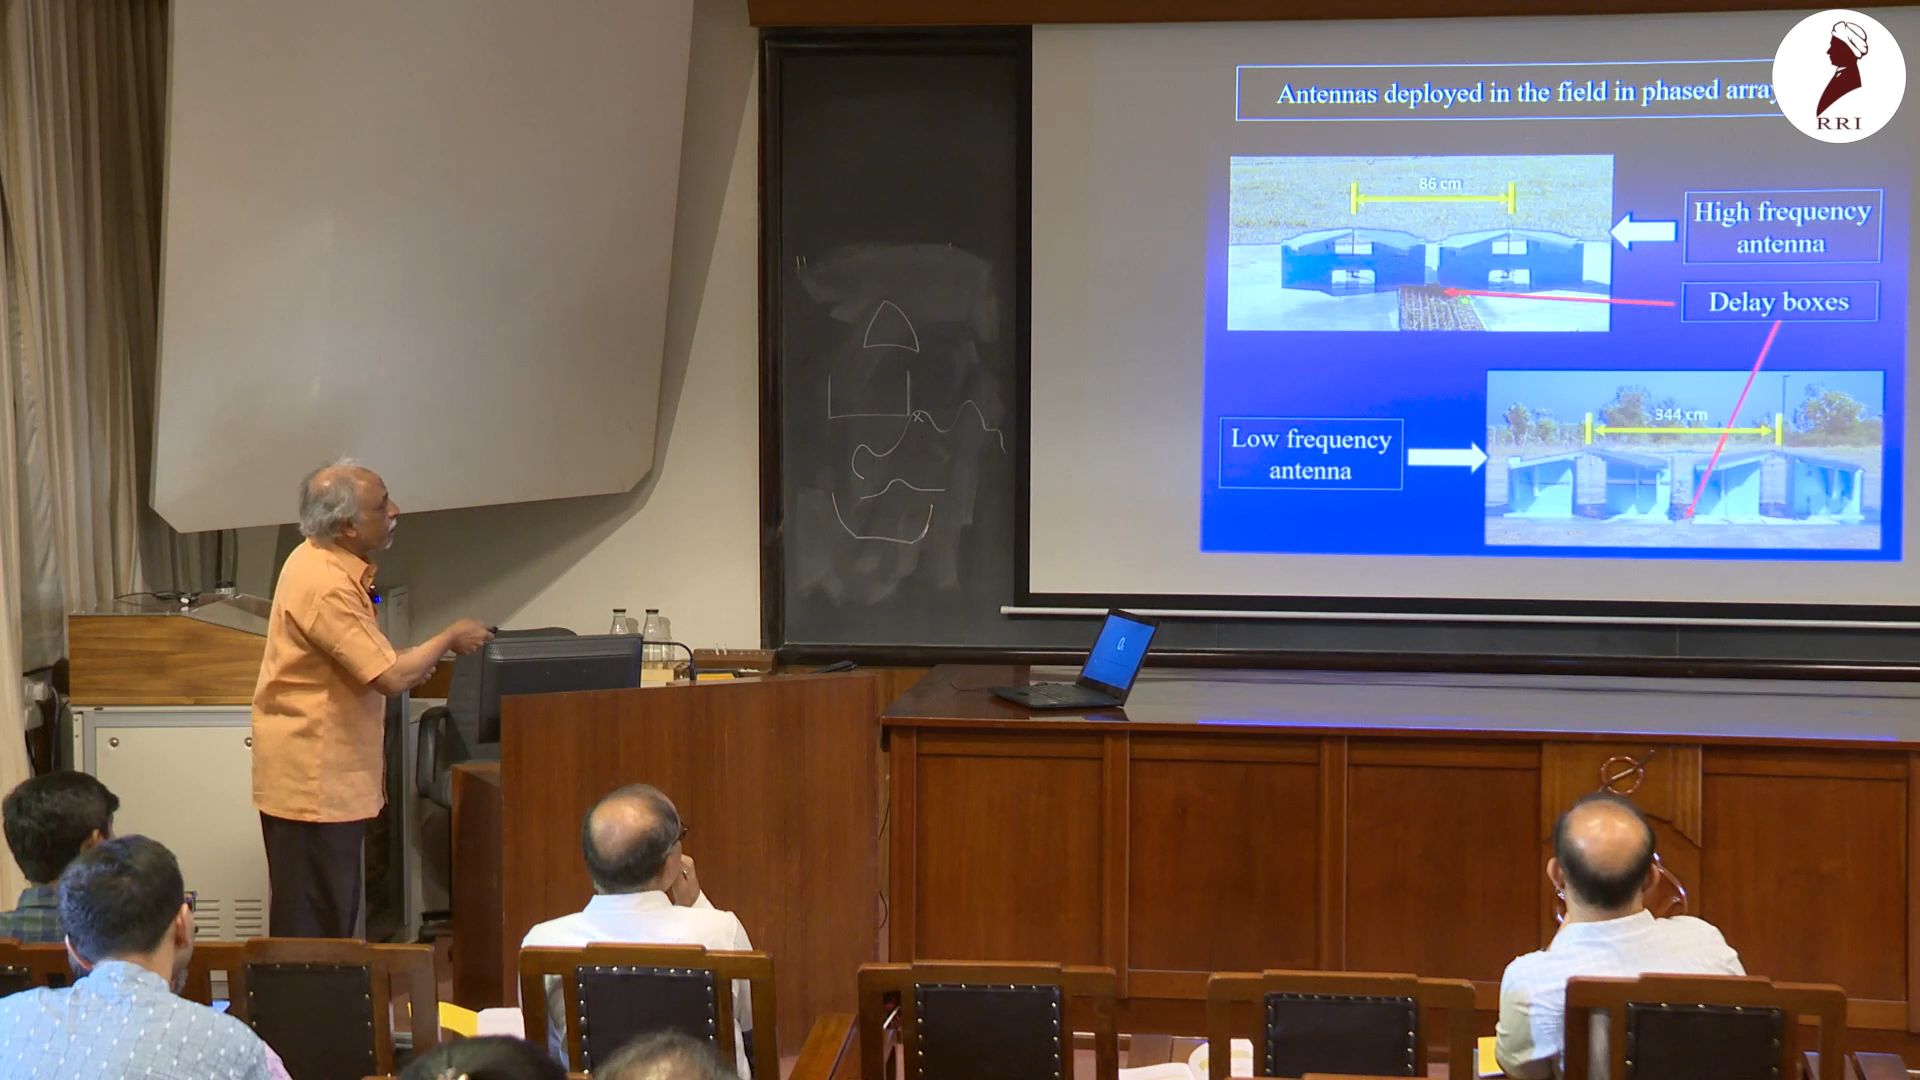 Antennas deployed in the field in phased array
RRI
86 cm
High frequency
antenna
Delay boxes
344 cm
Low frequency
antenna